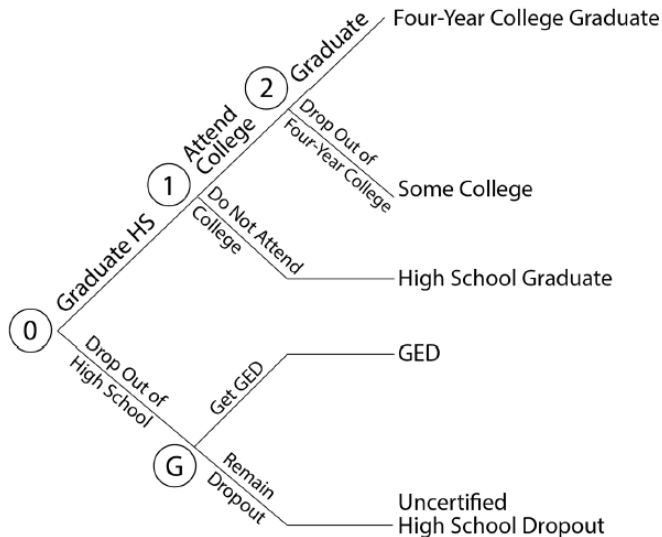 Four-Year College Graduate
Graduate
2
Drop Out of
Four-Year College
Attend
College
Some College
1
Do Not Attend
College
Graduate HS
High School Graduate
0
Drop Out of
High School
Get GED
GED
G
Remain
Dropout
Uncertified
High School Dropout